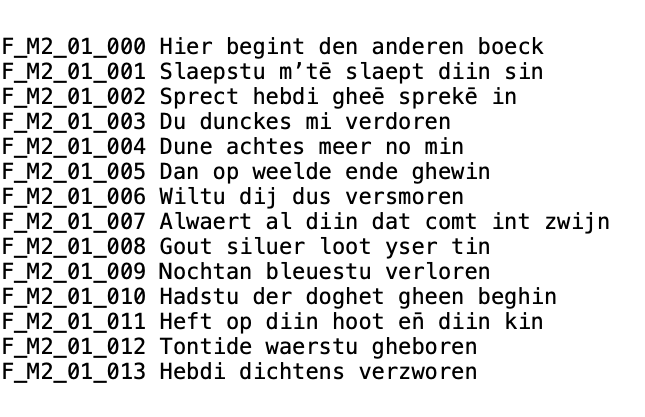 F_M2_01_000 Hier begint den anderen boeck
F_M2_01_001 Slaepstu m’tē slaept diin sin
F_M2_01_002 Sprect hebdi gheē sprekē in
F_M2_01_003 Du dunckes mi verdoren
F_M2_01_004 Dune achtes meer no min
F_M2_01_005 Dan op weelde ende ghewin
F_M2_01_006 Wiltu dij dus versmoren
F_M2_01_007 Alwaert al diin dat comt int zwijn
F_M2_01_008 Gout siluer loot yser tin
F_M2_01_009 Nochtan bleuestu verloren
F_M2_01_010 Hadstu der doghet gheen beghin
F_M2_01_011 Heft op diin hoot en̄ diin kin
F_M2_01_012 Tontide waerstu gheboren
F_M2_01_013 Hebdi dichtens verzworen